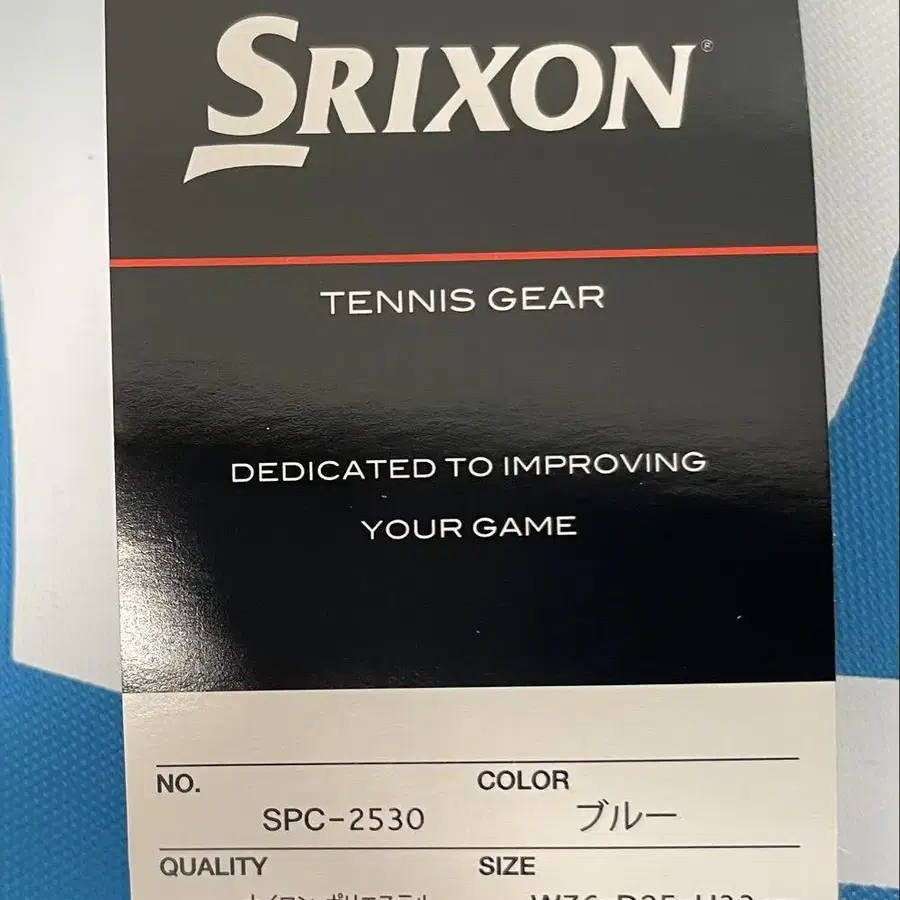 SRIXON®
TENNIS GEAR
DEDICATED TO IMPROVING
YOUR GAME
NO. COLOR
SPC-2530 ブルー
QUALITY SIZE